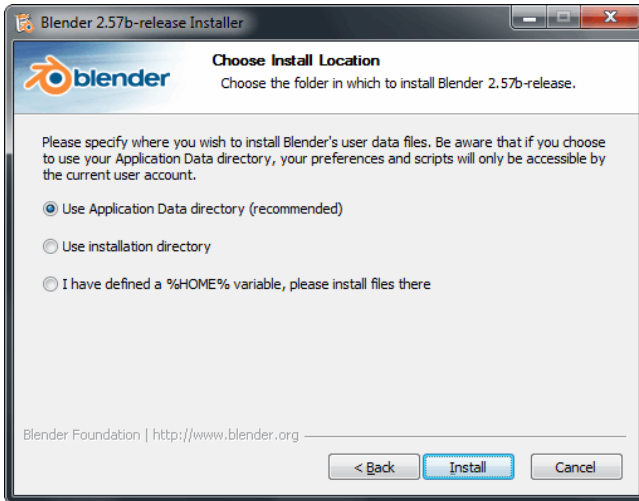 Blender 2.57b-release Installer
blender
Choose Install Location
Choose the folder in which to install Blender 2.57b-release.
Please specify where you wish to install Blender's user data files. Be aware that if you choose
to use your Application Data directory, your preferences and scripts will only be accessible by
the current user account.
Use Application Data directory (recommended)
Use installation directory
I have defined a %HOME% variable, please install files there
Blender Foundation | http://www.blender.org
< Back
Install
Cancel